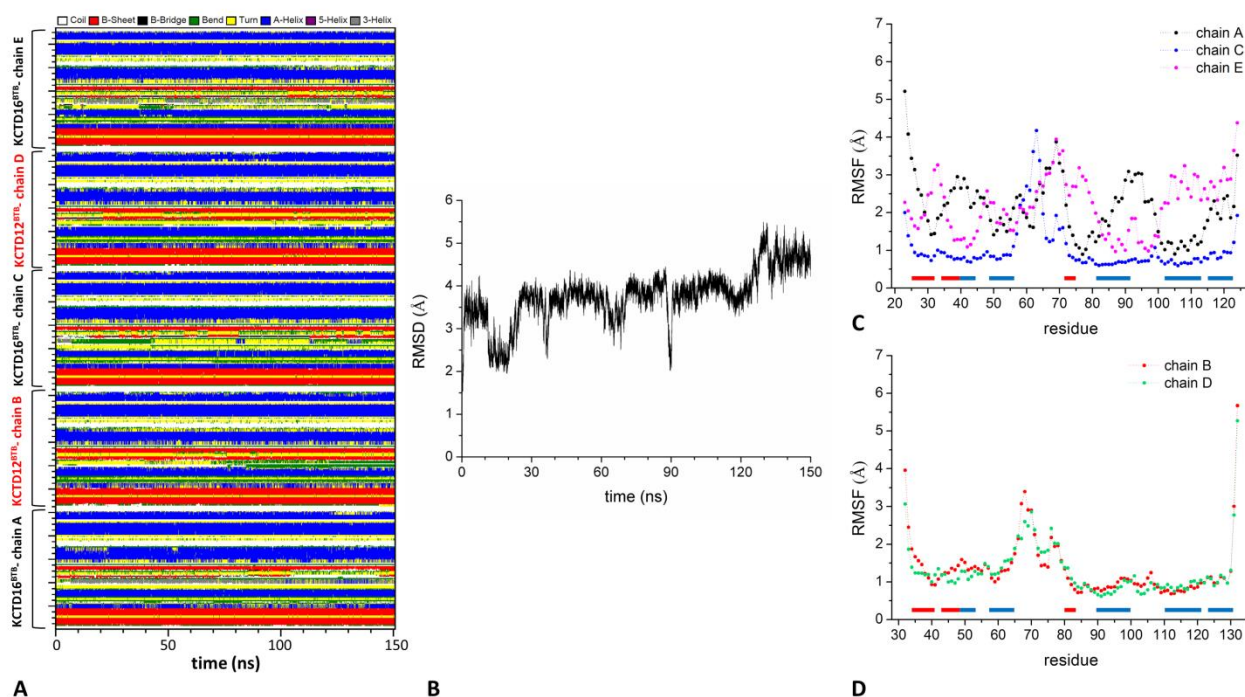 Coil B-Sheet B-Bridge Bend Turn A-Helix 5-Helix 3-Helix
KCTD16BTB- chain E
KCTD12BTB- chain D
KCTD16BTB- chain C
KCTD12BTB- chain B
KCTD16BTB- chain A
0 50 100 150
time (ns)
A
RMSD (Å)
6
5
4
3
2
1
0
0 30 60 90 120 150
time (ns)
B
RMSF (Å)
7
6
5
4
3
2
1
0
chain A
chain C
chain E
20 30 40 50 60 70 80 90 100 110 120
residue
C
RMSF (Å)
7
6
5
4
3
2
1
0
chain B
chain D
30 40 50 60 70 80 90 100 110 120 130
residue
D